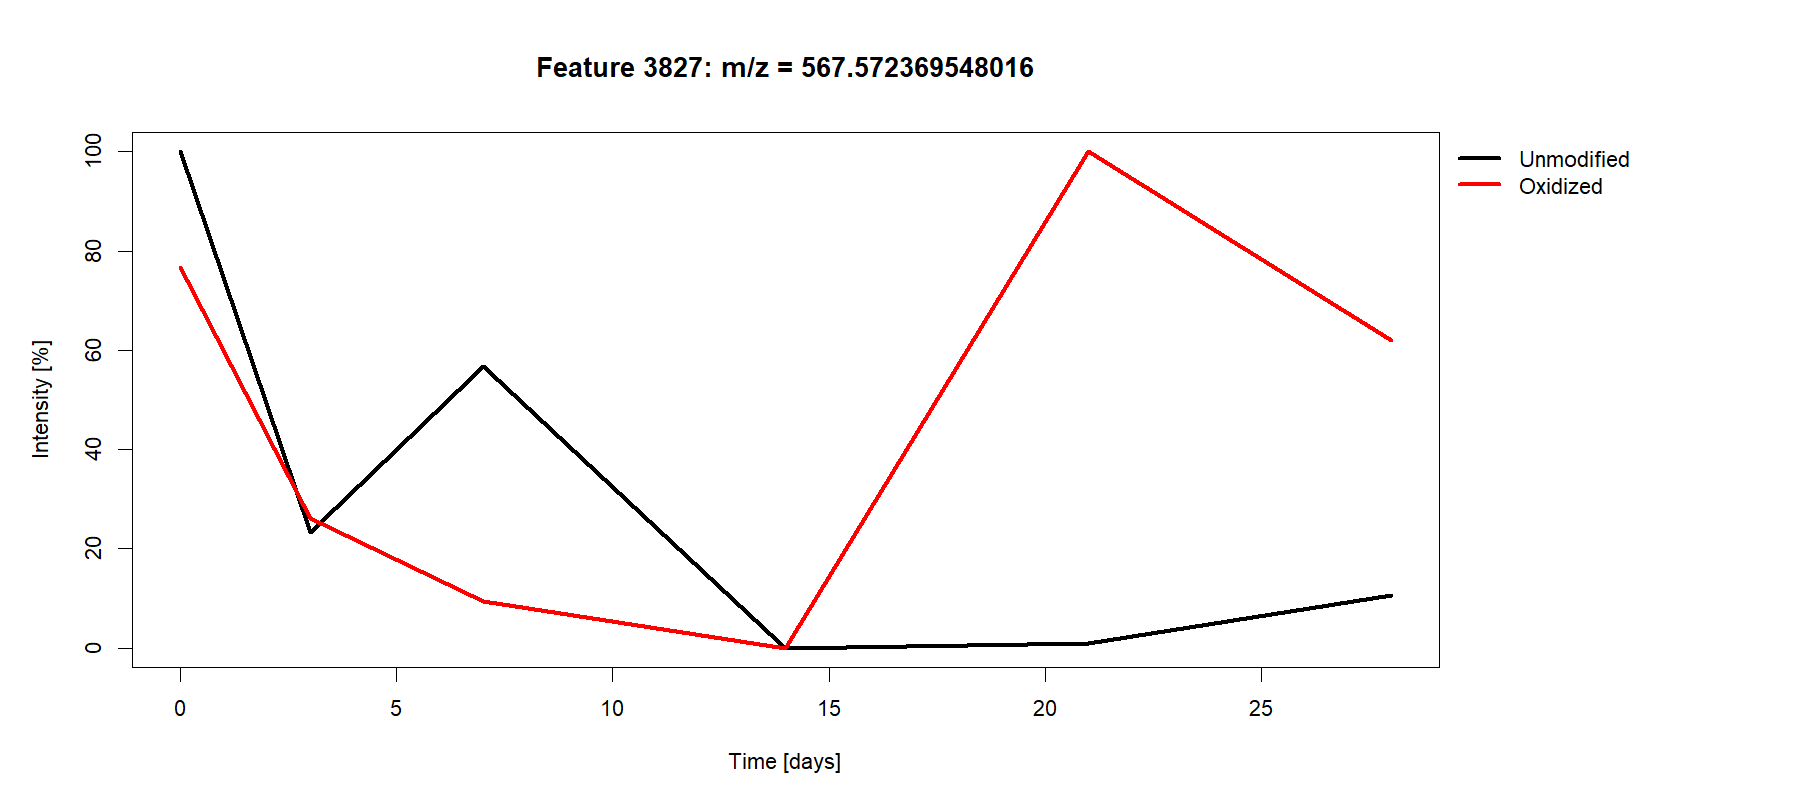 Feature 3827: m/z = 567.572369548016
Unmodified
Oxidized
Intensity [%]
100
80
60
40
20
0
0 5 10 15 20 25
Time [days]